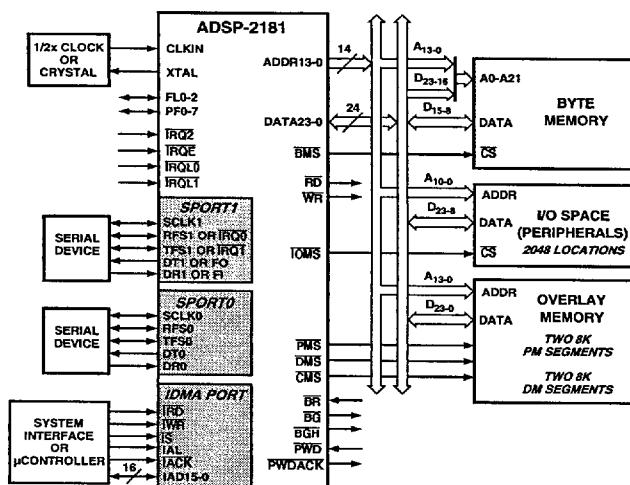 ADSP-2181
1/2x CLOCK
OR
CRYSTAL
CLKIN
XTAL
FL0-2
PF0-7
IRQ2
IRQE
IRQL0
IRQL1
SPORT1
SERIAL
DEVICE
SCLK1
RFS1 OR IRQ0
TFS1 OR IRQ1
DT1 OR FO
DR1 OR FI
SPORT0
SERIAL
DEVICE
SCLK0
RFS0
TFS0
DT0
DR0
IDMA PORT
SYSTEM
INTERFACE
OR
µCONTROLLER
IRD
IWR
IS
IAL
IACK
IAD15-0
16
ADDR13-0
14
DATA23-0
24
BMS
RD
WR
IOMS
PMS
DMS
CMS
BR
BG
BGH
PWD
PWDACK
A13-0
D23-16
D15-8
A0-A21
DATA
CS
BYTE
MEMORY
A10-0
D23-8
ADDR
DATA
CS
I/O SPACE
(PERIPHERALS)
2048 LOCATIONS
A13-0
D23-0
ADDR
DATA
OVERLAY
MEMORY
TWO 8K
PM SEGMENTS
TWO 8K
DM SEGMENTS